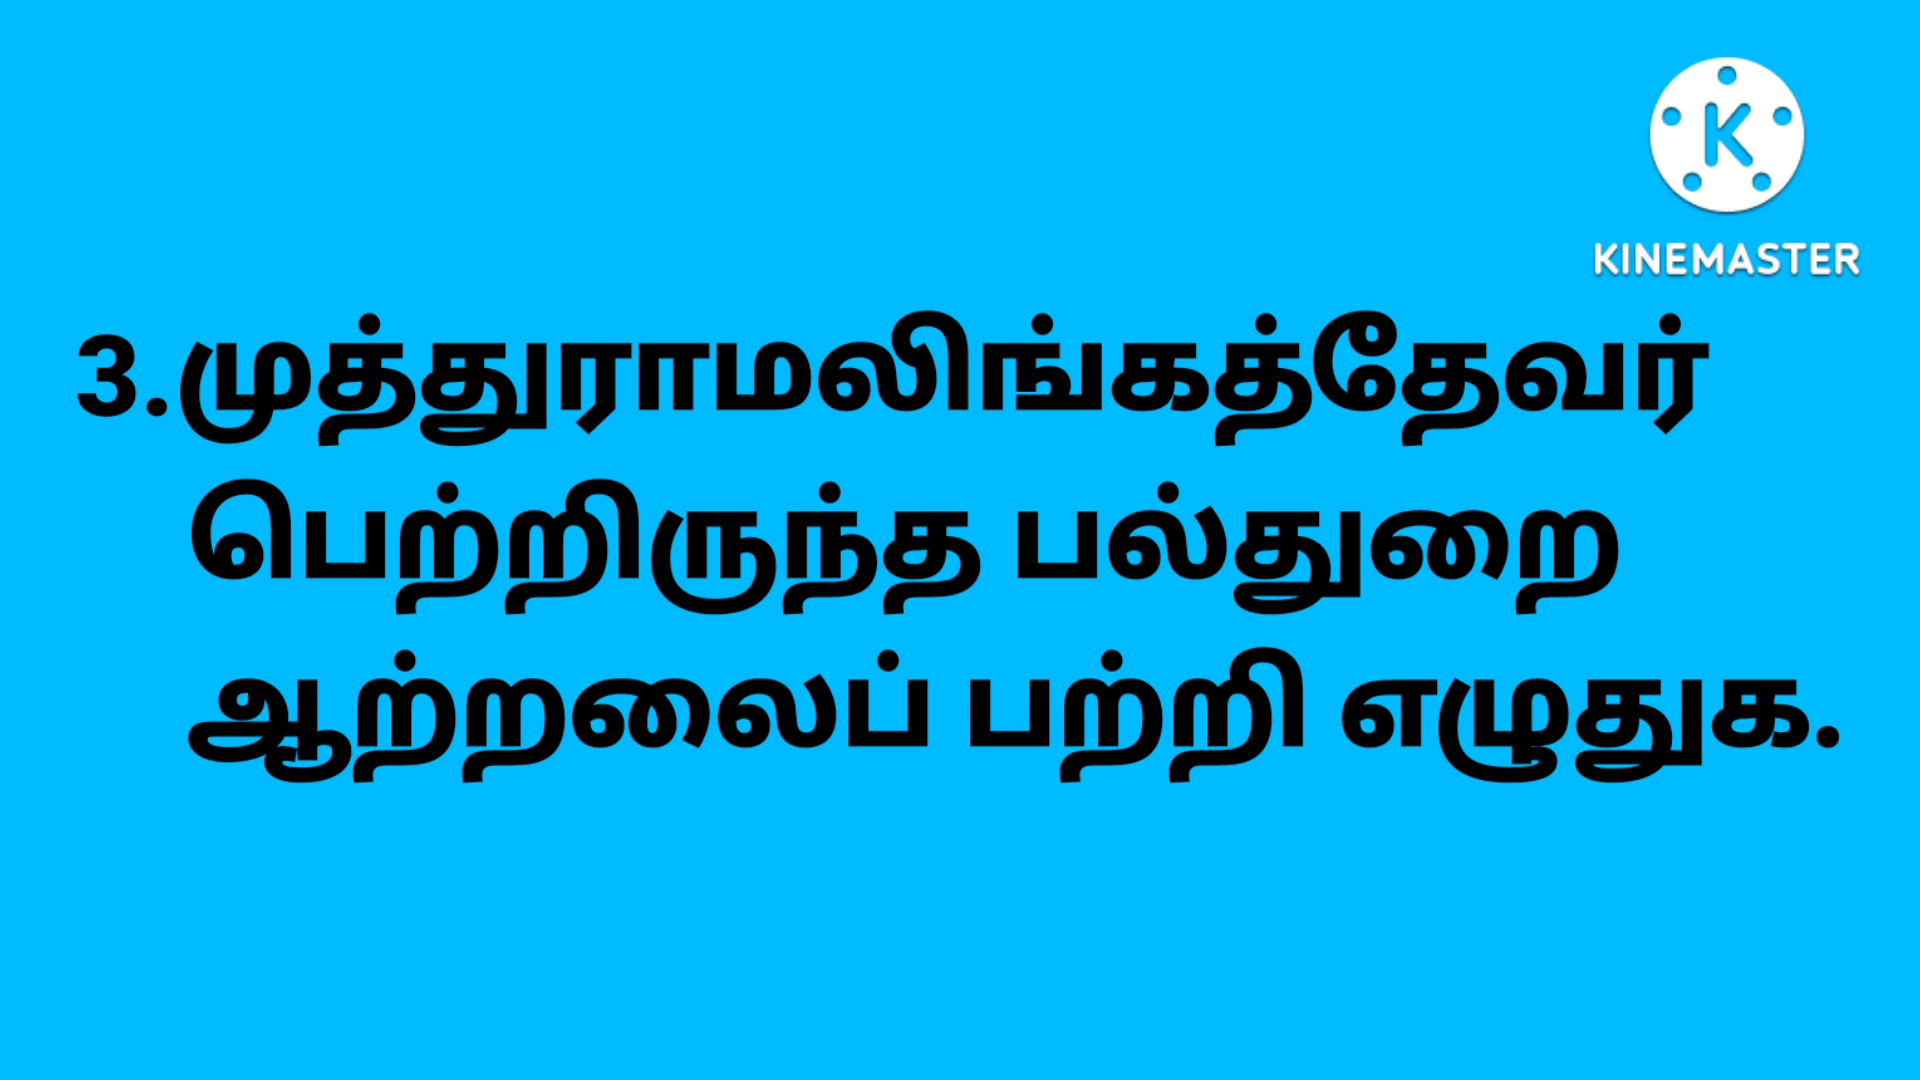 KINEMASTER
3.முத்துராமலிங்கத்தேவர்
பெற்றிருந்த பல்துறை
ஆற்றலைப் பற்றி எழுதுக.